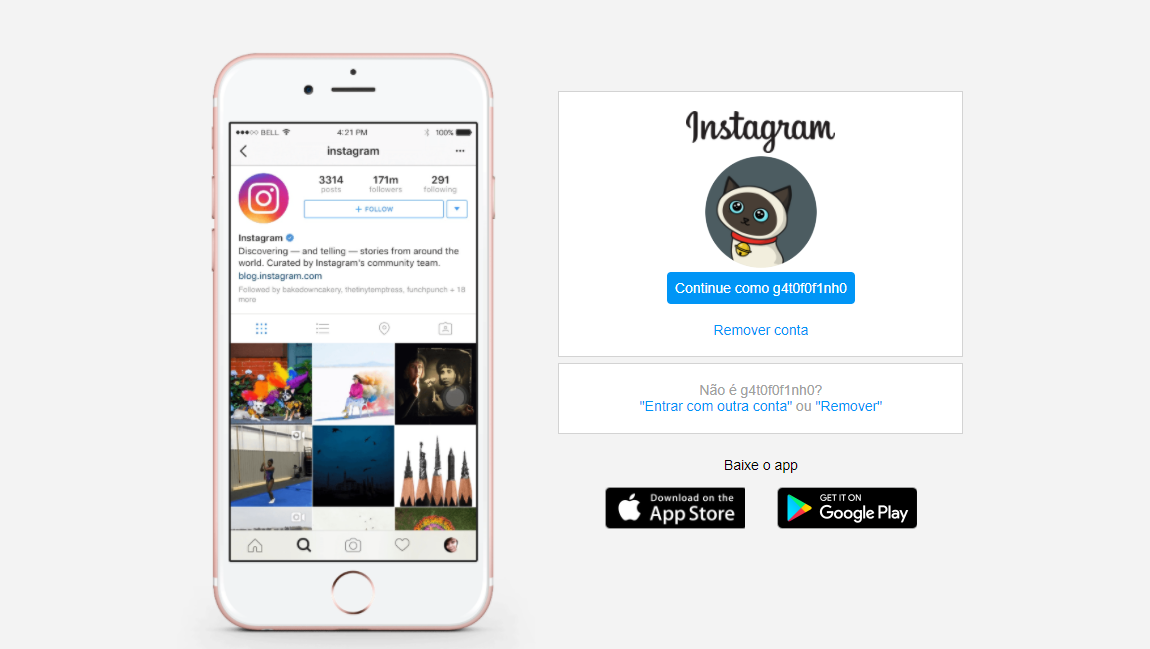 BELL
4:21 PM
100%
instagram
3314
171m
291
posts
followers
following
+ FOLLOW
Instagram
Discovering — and telling — stories from around the
world. Curated by Instagram's community team.
blog.instagram.com
Followed by bakedowncakery, thetinytemptress, funchpunch + 18
more
Instagram
Continue como g4t0f0f1nh0
Remover conta
Não é g4t0f0f1nh0?
"Entrar com outra conta" ou "Remover"
Baixe o app
Download on the
App Store
GET IT ON
Google Play